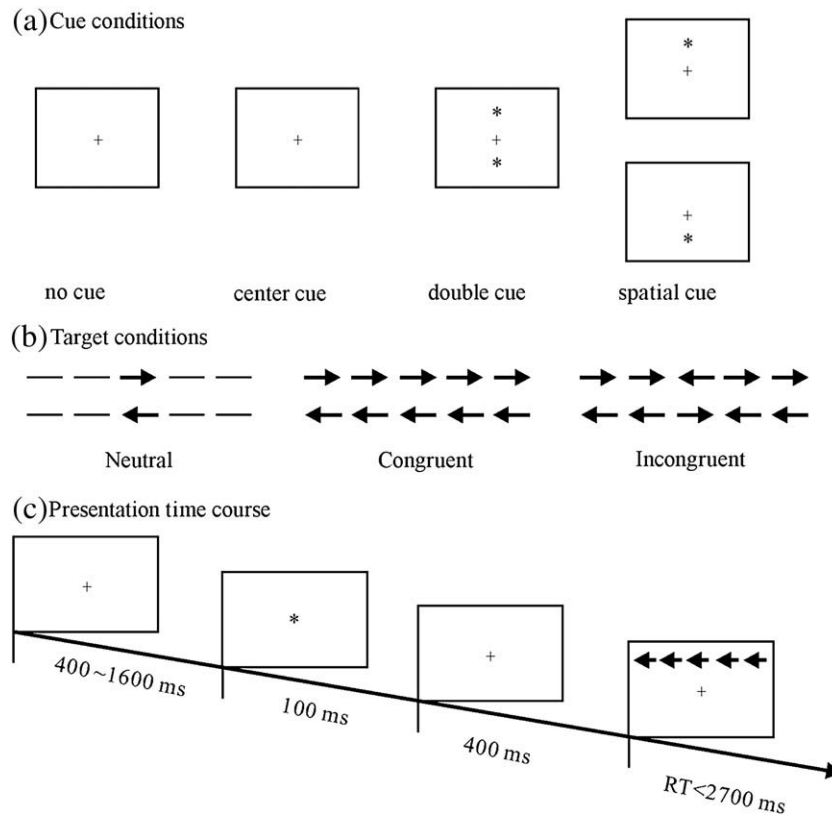 (a) Cue conditions
no cue center cue double cue spatial cue
(b) Target conditions
Neutral Congruent Incongruent
(c) Presentation time course
400~1600 ms
100 ms
400 ms
RT<2700 ms